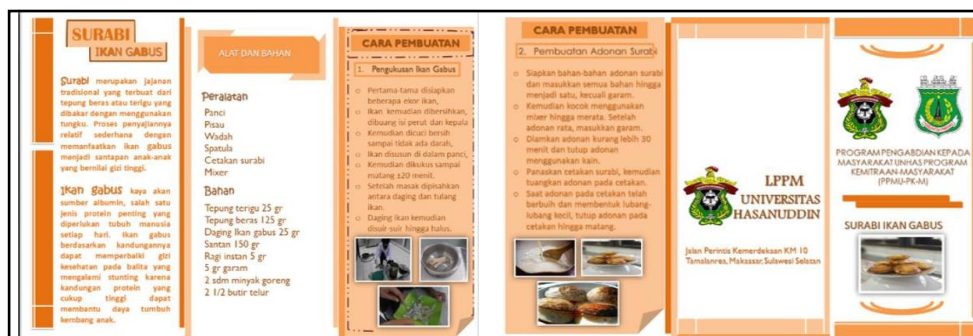 SURABI
IKAN GABUS
Surabi merupakan jajanan
tradisional yang terbuat dari
tepung beras atau terigu yang
dibakar dengan menggunakan
tungku. Proses penyajiannya
relatif sederhana dengan
memanfaatkan ikan gabus
menjadi santapan anak-anak
yang bernilai gizi tinggi.
Ikan gabus kaya akan
sumber albumin, salah satu
jenis protein penting yang
diperlukan tubuh manusia
setiap hari. Ikan gabus
berdasarkan kandungannya
dapat memperbaiki gizi
kesehatan pada balita yang
mengalami stunting karena
kandungan protein yang
cukup tinggi dapat
membantu daya tumbuh
kembang anak.
ALAT DAN BAHAN
Peralatan
Panci
Pisau
Wadah
Spatula
Cetakan surabi
Mixer
Bahan
Tepung terigu 25 gr
Tepung beras 125 gr
Daging Ikan gabus 25 gr
Santan 150 gr
Ragi instan 5 gr
5 gr garam
2 sdm minyak goreng
2 1/2 butir telur
CARA PEMBUATAN
1. Pengukusan Ikan Gabus
o Pertama-tama disiapkan
beberapa ekor ikan,
o Ikan kemudian dibersihkan,
dibuang isi perut dan kepala
o Kemudian dicuci bersih
sampai tidak ada darah,
o Ikan disusun di dalam panci,
o Kemudian dikukus sampai
matang ±20 menit.
o Setelah masak dipisahkan
antara daging dan tulang
ikan.
o Daging ikan kemudian
disuir suir hingga halus.
CARA PEMBUATAN
2. Pembuatan Adonan Surabi
o Siapkan bahan-bahan adonan surabi
dan masukkan semua bahan hingga
menjadi satu, kecuali garam.
o Kemudian kocok menggunakan
mixer hingga merata. Setelah
adonan rata, masukkan garam.
o Diamkan adonan kurang lebih 30
menit dan tutup adonan
menggunakan kain.
o Panaskan cetakan surabi, kemudian
tuangkan adonan pada cetakan.
o Saat adonan pada cetakan telah
berbuih dan membentuk lubang-
lubang kecil, tutup adonan pada
cetakan hingga matang.
LPPM
UNIVERSITAS
HASANUDDIN
Jalan Perintis Kemerdekaan KM 10
Tamalanrea, Makassar, Sulawesi Selatan
PROGRAM PENGABDIAN KEPADA
MASYARAKAT UNHAS PROGRAM
KEMITRAAN-MASYARAKAT
(PPMU-PK-M)
SURABI IKAN GABUS